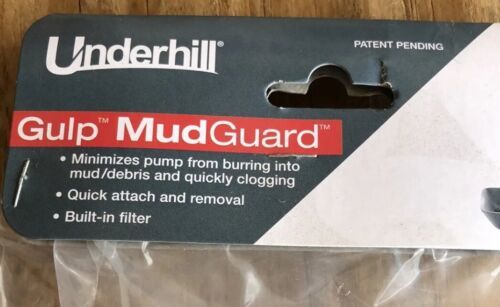 Underhill®
PATENT PENDING
Gulp™ MudGuard™
• Minimizes pump from burring into
mud/debris and quickly clogging
• Quick attach and removal
• Built-in filter